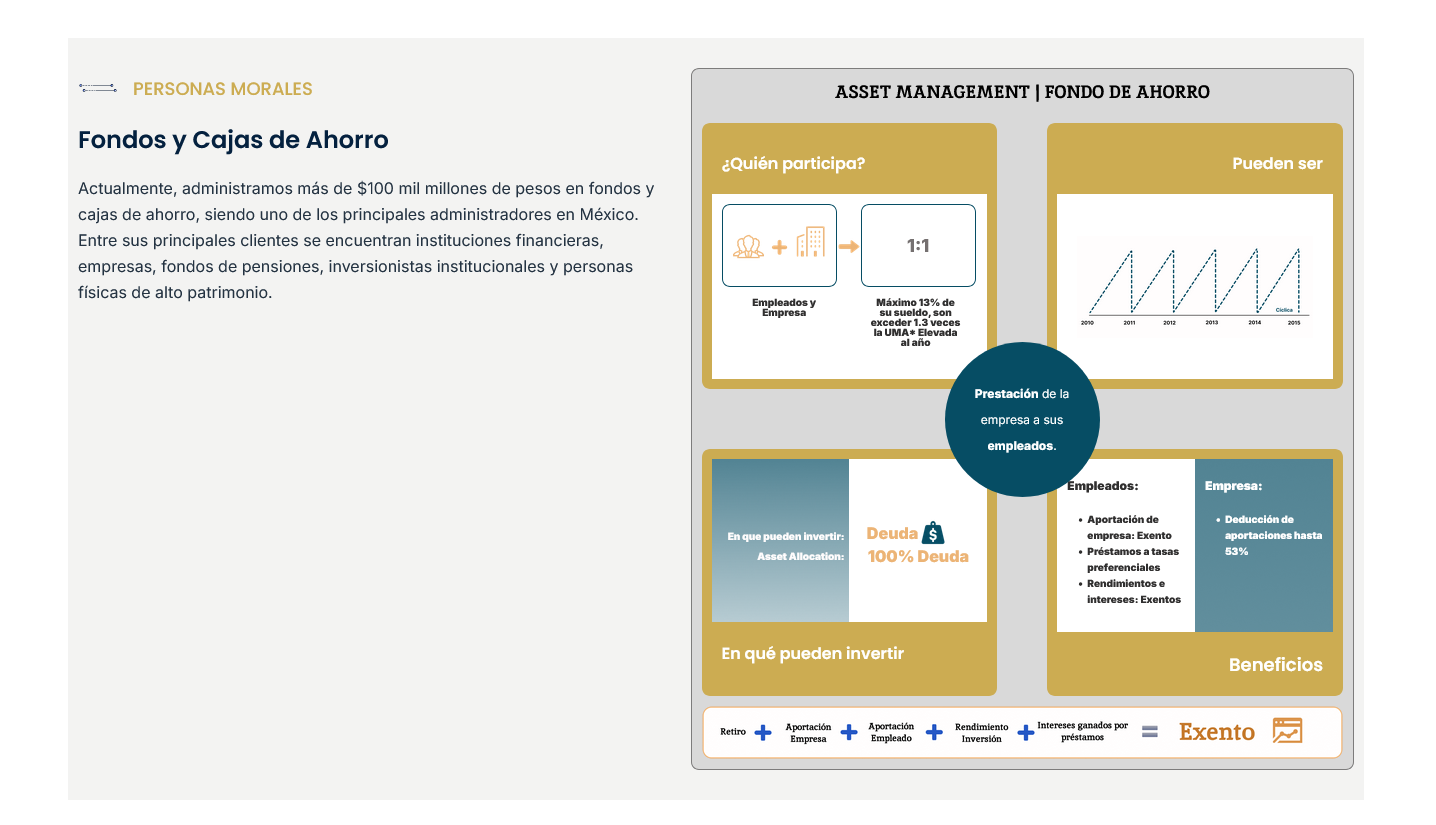 PERSONAS MORALES
Fondos y Cajas de Ahorro
Actualmente, administramos más de $100 mil millones de pesos en fondos y
cajas de ahorro, siendo uno de los principales administradores en México.
Entre sus principales clientes se encuentran instituciones financieras,
empresas, fondos de pensiones, inversionistas institucionales y personas
físicas de alto patrimonio.
ASSET MANAGEMENT | FONDO DE AHORRO
¿Quién participa?
1:1
Empleados y
Empresa
Máximo 13% de
su sueldo, son
exceder 1.3 veces
la UMA* Elevada
al año
Pueden ser
Cíclica
2010 2011 2012 2013 2014 2015
Prestación de la
empresa a sus
empleados.
En que pueden invertir:
Asset Allocation:
Deuda $
100% Deuda
En qué pueden invertir
Empleados:
• Aportación de
empresa: Exento
• Préstamos a tasas
preferenciales
• Rendimientos e
intereses: Exentos
Empresa:
• Deducción de
aportaciones hasta
53%
Beneficios
Retiro + Aportación
Empresa + Aportación
Empleado + Rendimiento
Inversión + Intereses ganados por
préstamos = Exento